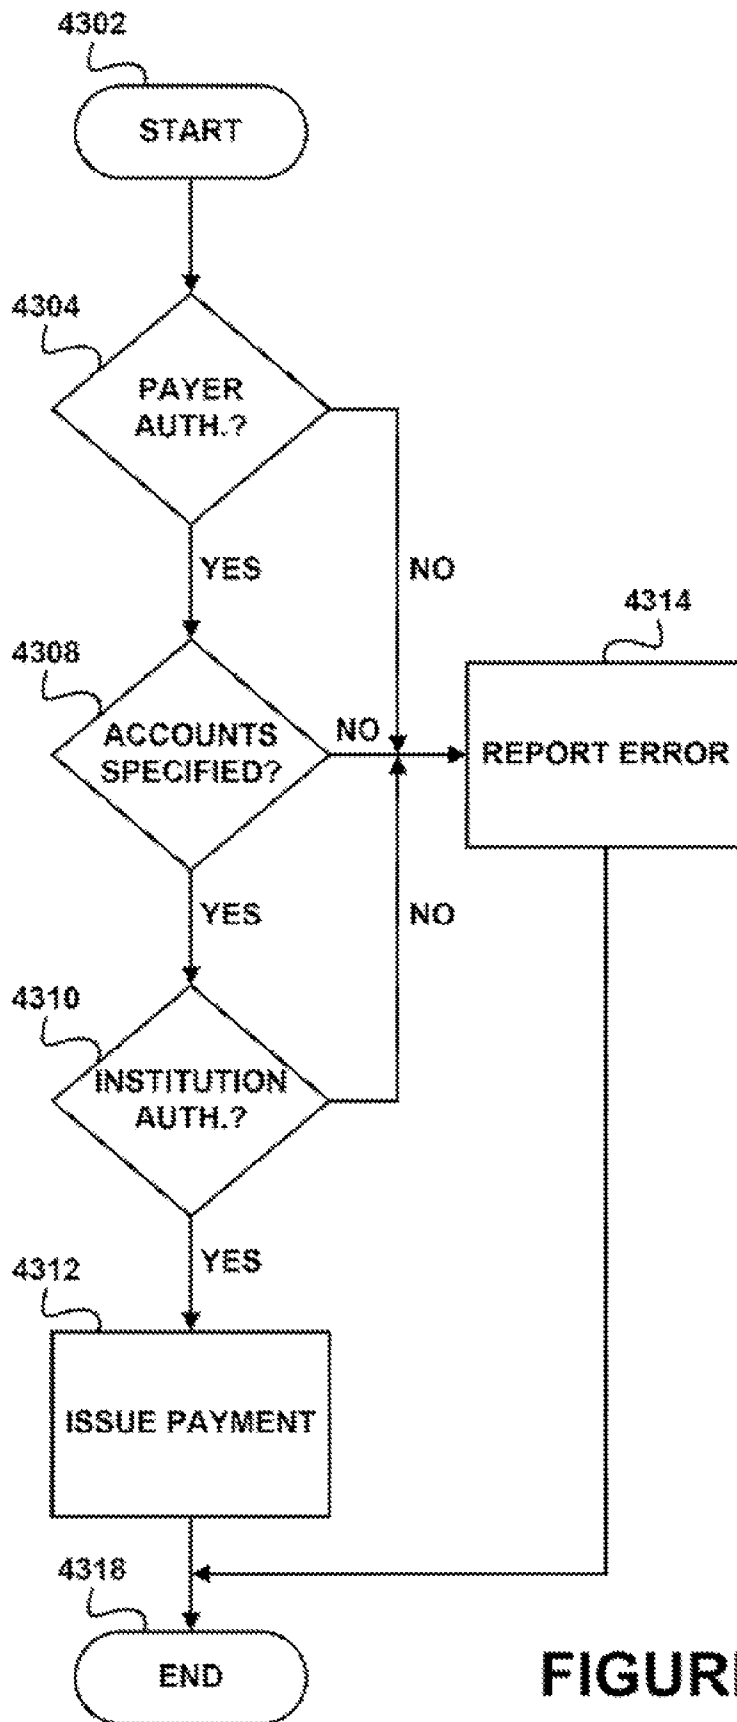 4302
START
4304
PAYER
AUTH.?
YES
NO
4314
4308
ACCOUNTS
SPECIFIED?
NO
REPORT ERROR
YES
NO
4310
INSTITUTION
AUTH.?
YES
4312
ISSUE PAYMENT
4318
END